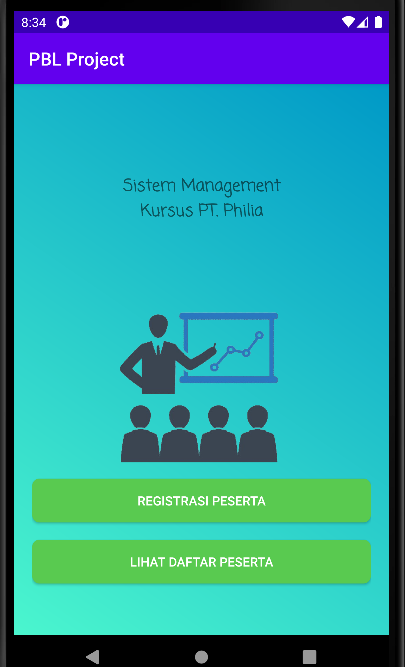 8:34
PBL Project
Sistem Management
Kursus PT. Philia
REGISTRASI PESERTA
LIHAT DAFTAR PESERTA